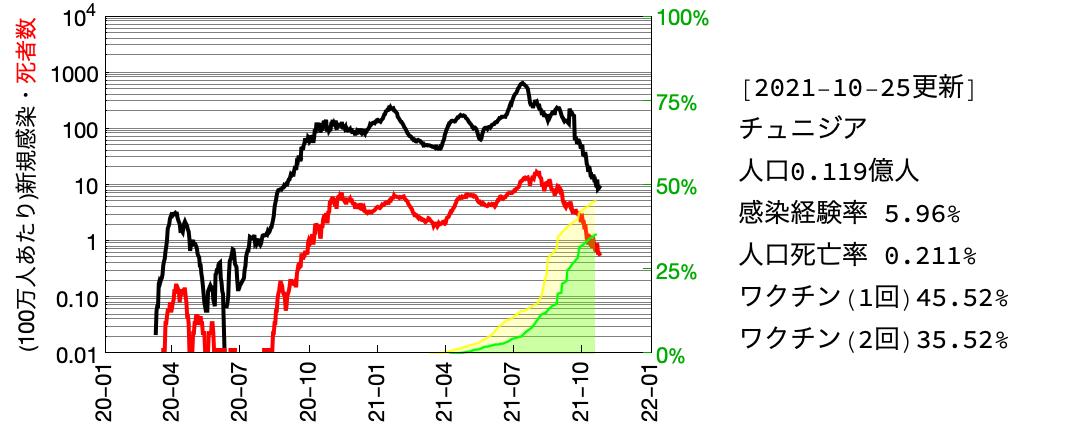 (100万人あたり)新規感染・死者数
10^4
1000
100
10
1
0.10
0.01
100%
75%
50%
25%
0%
20-01
20-04
20-07
20-10
21-01
21-04
21-07
21-10
22-01
[2021-10-25更新]
チュニジア
人口0.119億人
感染経験率 5.96%
人口死亡率 0.211%
ワクチン(1回)45.52%
ワクチン(2回)35.52%